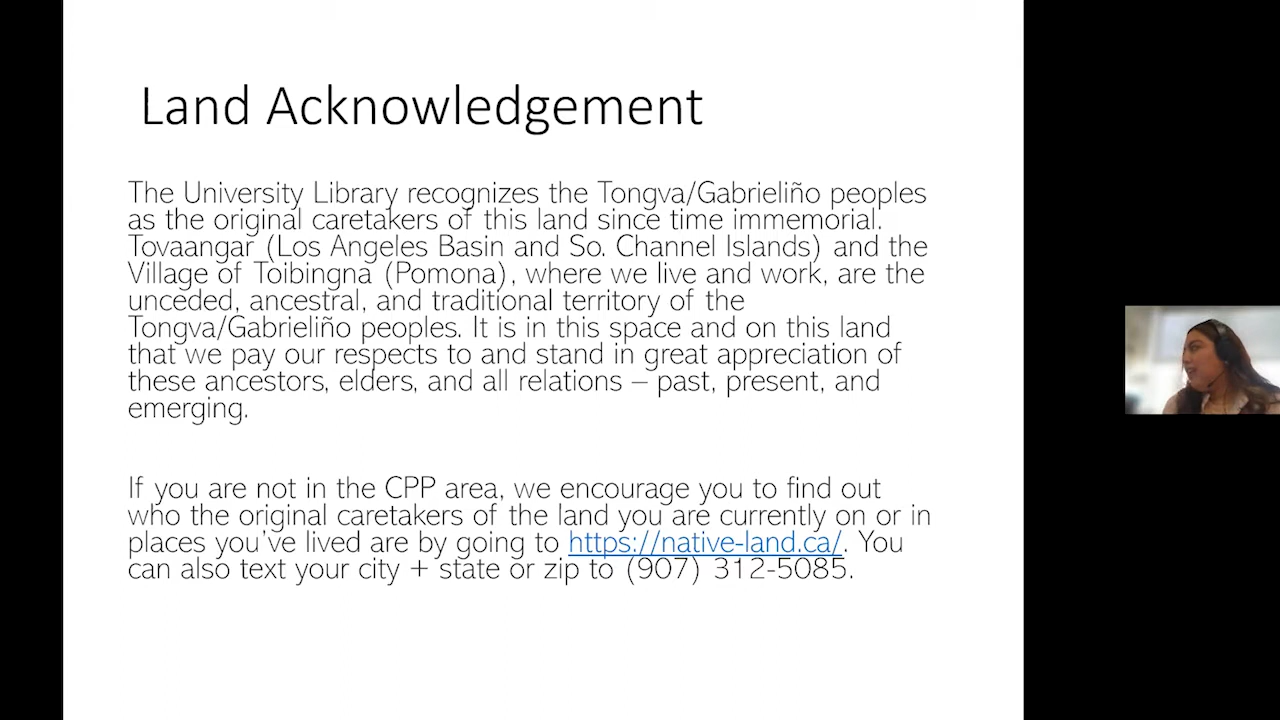 Land Acknowledgement
The University Library recognizes the Tongva/Gabrieliño peoples
as the original caretakers of this land since time immemorial.
Tovaangar (Los Angeles Basin and So. Channel Islands) and the
Village of Toibingna (Pomona), where we live and work, are the
unceded, ancestral, and traditional territory of the
Tongva/Gabrieliño peoples. It is in this space and on this land
that we pay our respects to and stand in great appreciation of
these ancestors, elders, and all relations – past, present, and
emerging.
If you are not in the CPP area, we encourage you to find out
who the original caretakers of the land you are currently on or in
places you've lived are by going to https://native-land.ca/. You
can also text your city + state or zip to (907) 312-5085.